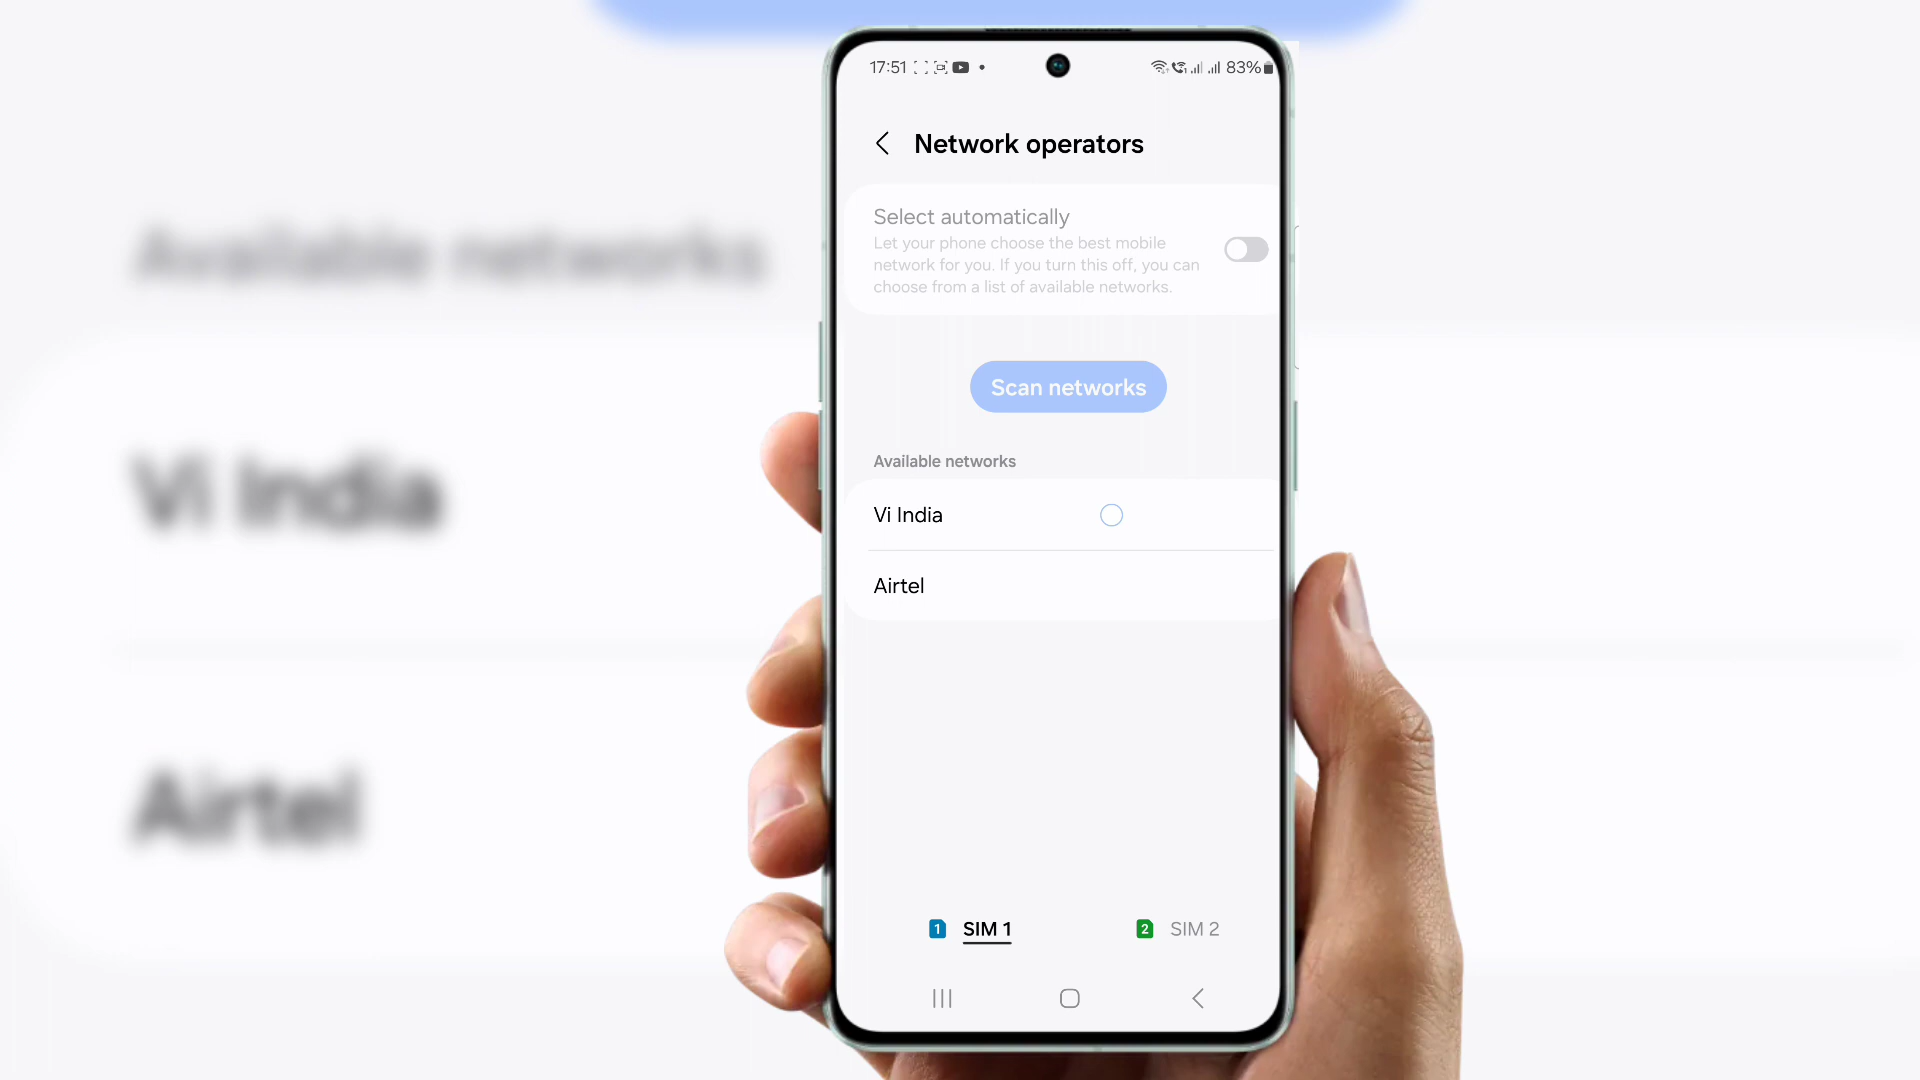 Available networks
Vi India
Airtel
17:51
83%
Network operators
Select automatically
Let your phone choose the best mobile
network for you. If you turn this off, you can
choose from a list of available networks.
Scan networks
Available networks
Vi India
Airtel
1 SIM 1
2 SIM 2